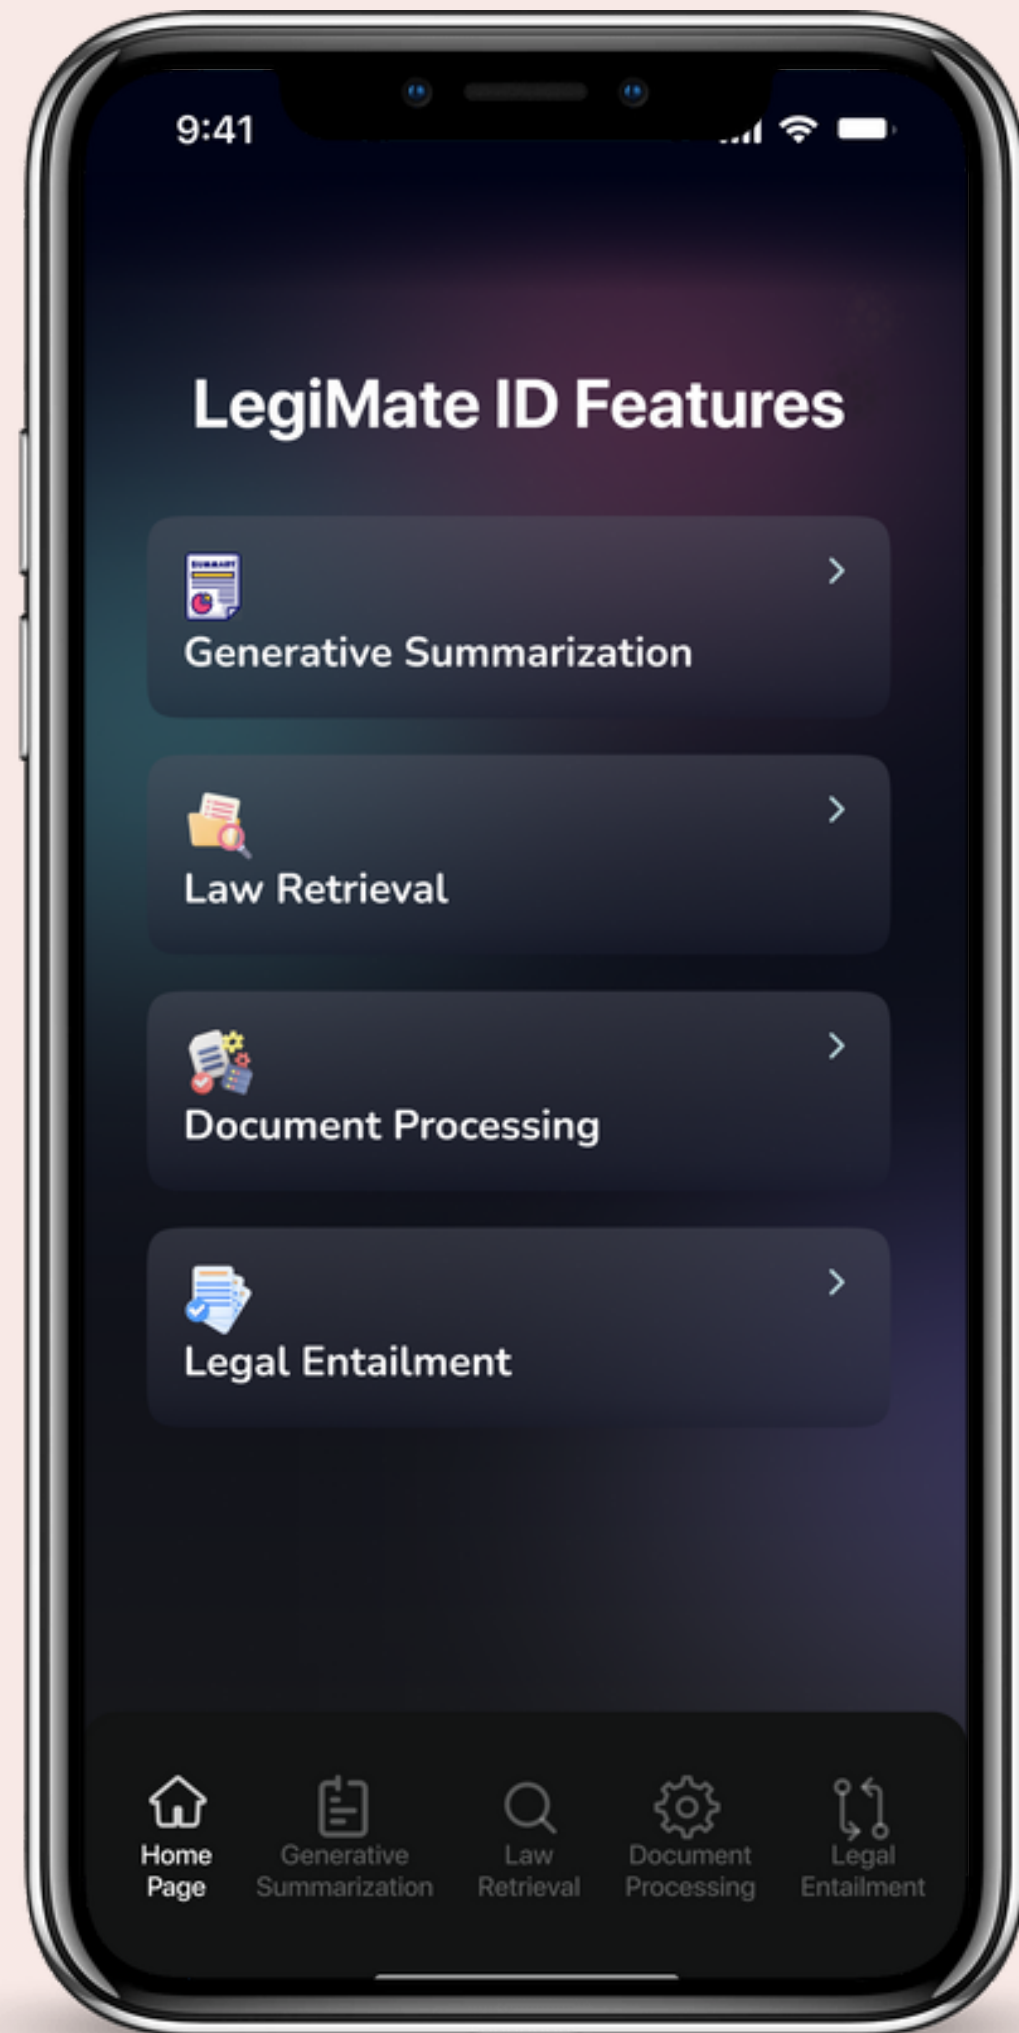 9:41
LegiMate ID Features
SUMMARY
Generative Summarization
Law Retrieval
Document Processing
Legal Entailment
Home
Page
Generative
Summarization
Law
Retrieval
Document
Processing
Legal
Entailment